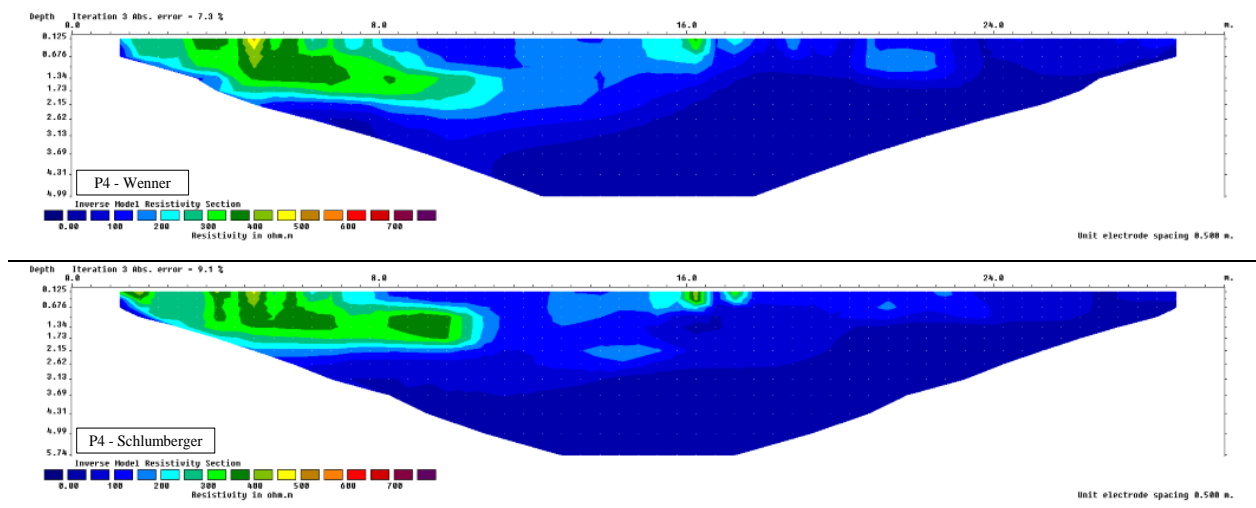 Depth Iteration 3 Abs. error = 7.3 %
0.0 8.0 16.0 24.0 m.
0.125
0.676
1.34
1.73
2.15
2.62
3.13
3.69
4.31
4.99
P4 - Wenner
Inverse Model Resistivity Section
0.00 100 200 300 400 500 600 700
Resistivity in ohm.m
Unit electrode spacing 0.500 m.
Depth Iteration 3 Abs. error = 9.1 %
0.0 8.0 16.0 24.0 m.
0.125
0.676
1.34
1.73
2.15
2.62
3.13
3.69
4.31
4.99
5.74
P4 - Schlumberger
Inverse Model Resistivity Section
0.00 100 200 300 400 500 600 700
Resistivity in ohm.m
Unit electrode spacing 0.500 m.